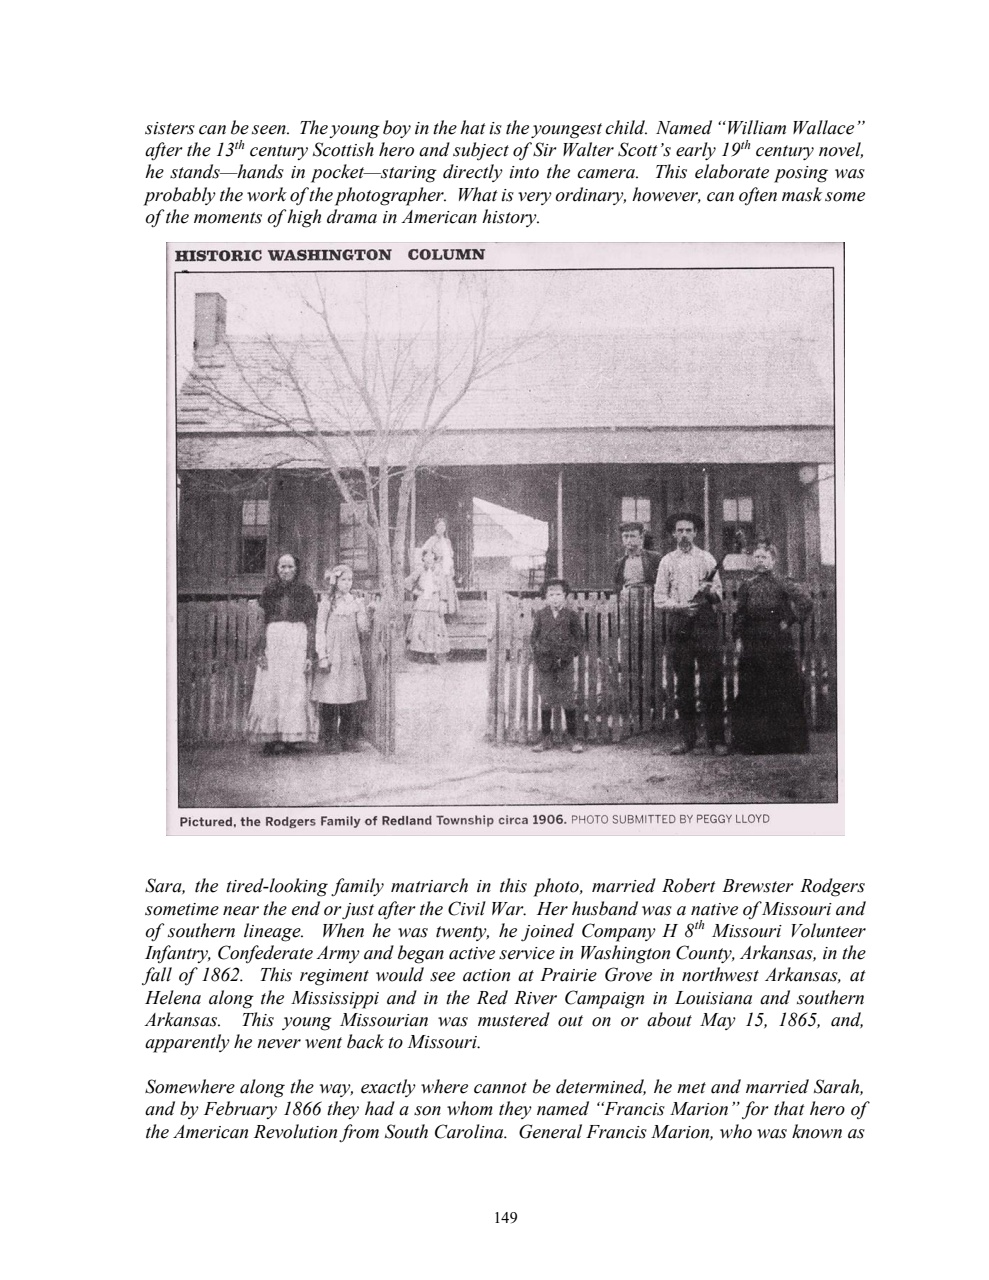 sisters can be seen. The young boy in the hat is the youngest child. Named “William Wallace”
after the 13th century Scottish hero and subject of Sir Walter Scott’s early 19th century novel,
he stands—hands in pocket—staring directly into the camera. This elaborate posing was
probably the work of the photographer. What is very ordinary, however, can often mask some
of the moments of high drama in American history.
HISTORIC WASHINGTON COLUMN
Pictured, the Rodgers Family of Redland Township circa 1906. PHOTO SUBMITTED BY PEGGY LLOYD
Sara, the tired-looking family matriarch in this photo, married Robert Brewster Rodgers
sometime near the end or just after the Civil War. Her husband was a native of Missouri and
of southern lineage. When he was twenty, he joined Company H 8th Missouri Volunteer
Infantry, Confederate Army and began active service in Washington County, Arkansas, in the
fall of 1862. This regiment would see action at Prairie Grove in northwest Arkansas, at
Helena along the Mississippi and in the Red River Campaign in Louisiana and southern
Arkansas. This young Missourian was mustered out on or about May 15, 1865, and,
apparently he never went back to Missouri.
Somewhere along the way, exactly where cannot be determined, he met and married Sarah,
and by February 1866 they had a son whom they named “Francis Marion” for that hero of
the American Revolution from South Carolina. General Francis Marion, who was known as
149